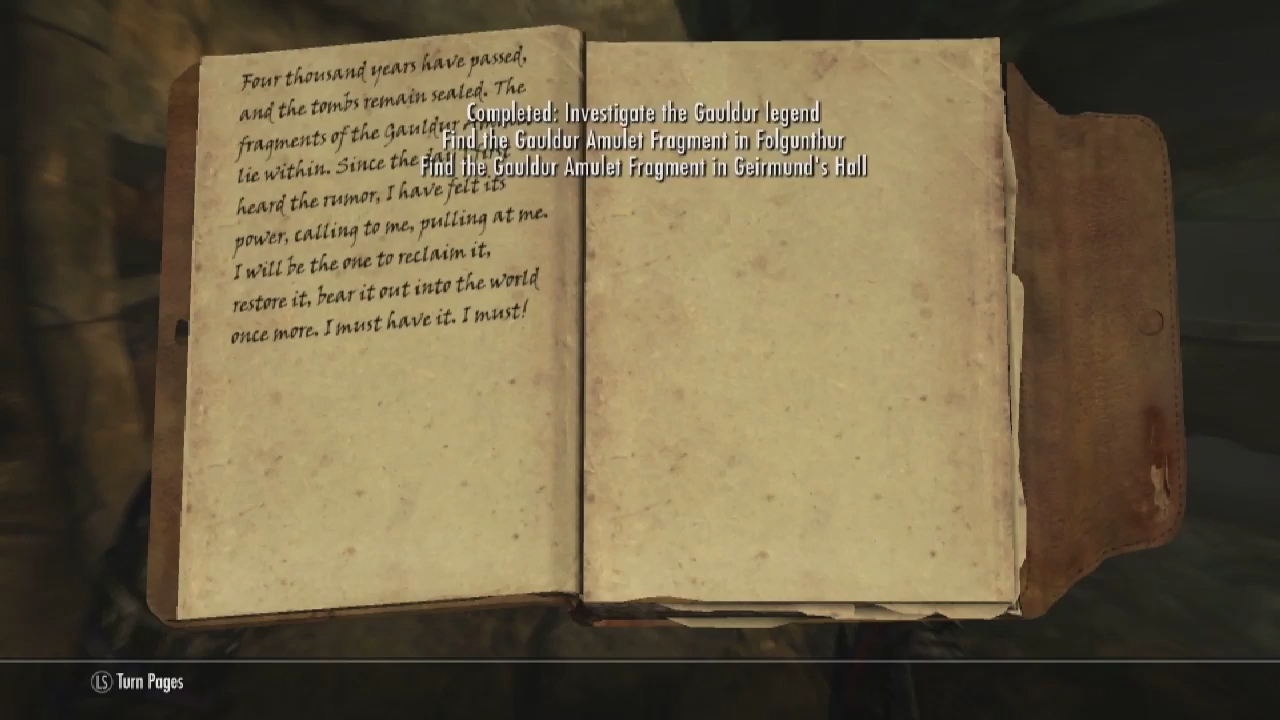 Four thousand years have passed,
and the tombs remain sealed. The
fragments of the Gauldur
lie within. Since the
heard the rumor, I have felt its
power, calling to me, pulling at me.
I will be the one to reclaim it,
restore it, bear it out into the world
once more. I must have it. I must!
Completed: Investigate the Gauldur legend
Find the Gauldur Amulet Fragment in Folgunthur
Find the Gauldur Amulet Fragment in Geirmund's Hall
LS Turn Pages